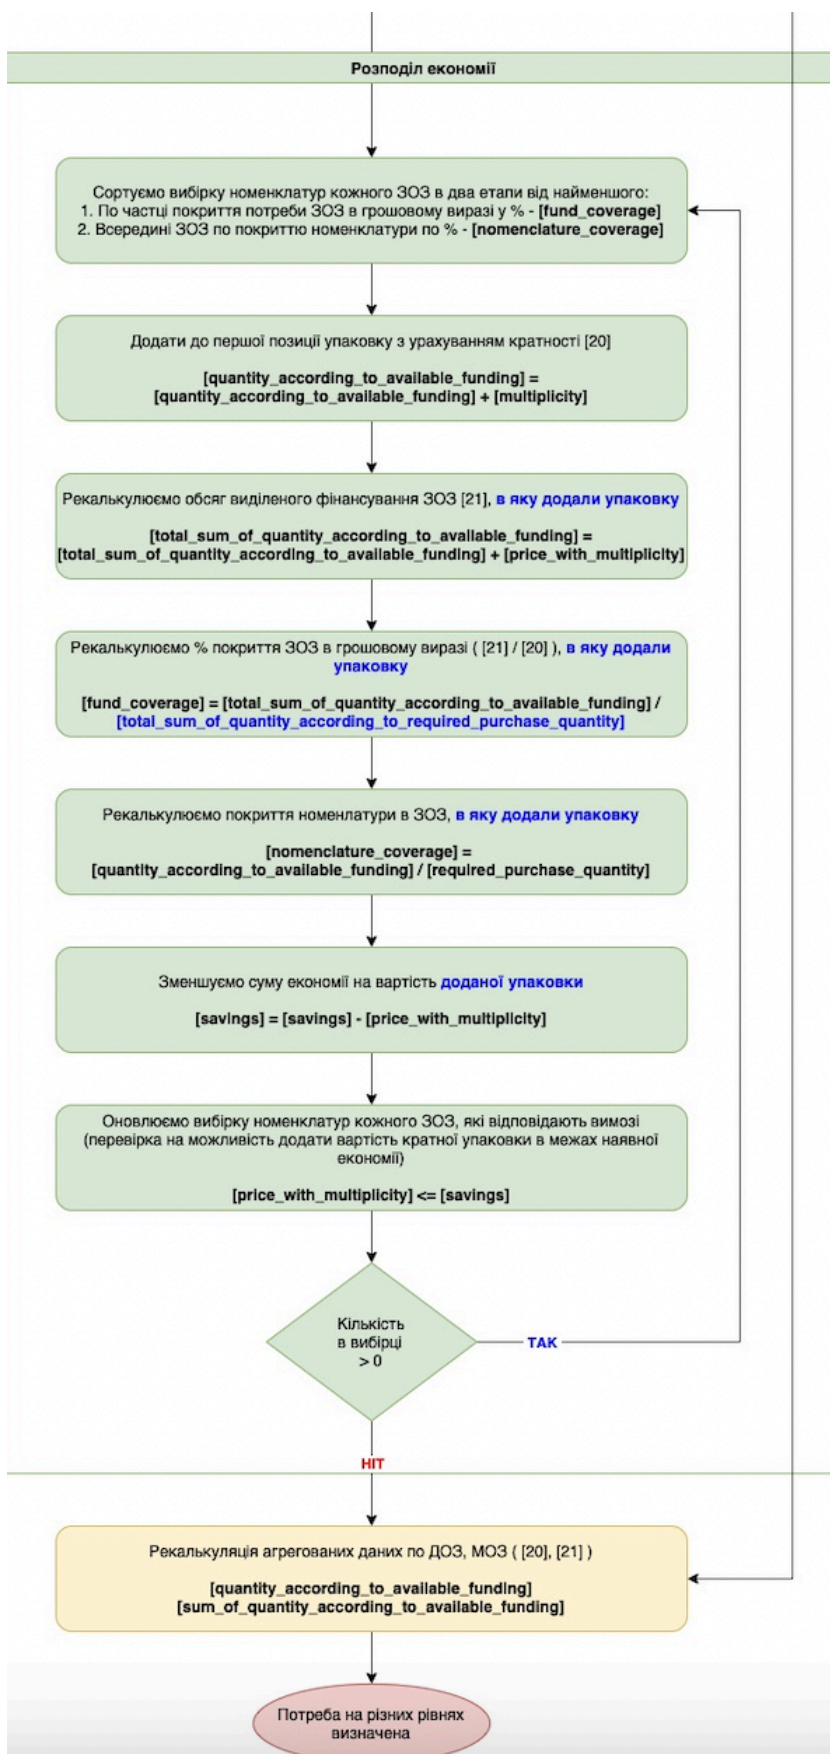 Розподіл економії
Сортуємо вибірку номенклатур кожного ЗОЗ в два етапи від найменшого:
1. По частці покриття потреби ЗОЗ в грошовому виразі у % - [fund_coverage]
2. Всередині ЗОЗ по покриттю номенклатури по % - [nomenclature_coverage]
Додати до першої позиції упаковку з урахуванням кратності [20]
[quantity_according_to_available_funding] =
[quantity_according_to_available_funding] + [multiplicity]
Рекалькулюємо обсяг виділеного фінансування ЗОЗ [21], в яку додали упаковку
[total_sum_of_quantity_according_to_available_funding] =
[total_sum_of_quantity_according_to_available_funding] + [price_with_multiplicity]
Рекалькулюємо % покриття ЗОЗ в грошовому виразі ( [21] / [20] ), в яку додали
упаковку
[fund_coverage] = [total_sum_of_quantity_according_to_available_funding] /
[total_sum_of_quantity_according_to_required_purchase_quantity]
Рекалькулюємо покриття номенлатури в ЗОЗ, в яку додали упаковку
[nomenclature_coverage] =
[quantity_according_to_available_funding] / [required_purchase_quantity]
Зменшуємо суму економії на вартість доданої упаковки
[savings] = [savings] - [price_with_multiplicity]
Оновлюємо вибірку номенклатур кожного ЗОЗ, які відповідають вимозі
(перевірка на можливість додати вартість кратної упаковки в межах наявної
економії)
[price_with_multiplicity] <= [savings]
Кількість
в вибірці
> 0
ТАК
НІТ
Рекалькуляція агрегованих даних по ДОЗ, МОЗ ( [20], [21] )
[quantity_according_to_available_funding]
[sum_of_quantity_according_to_available_funding]
Потреба на різних рівнях
визначена